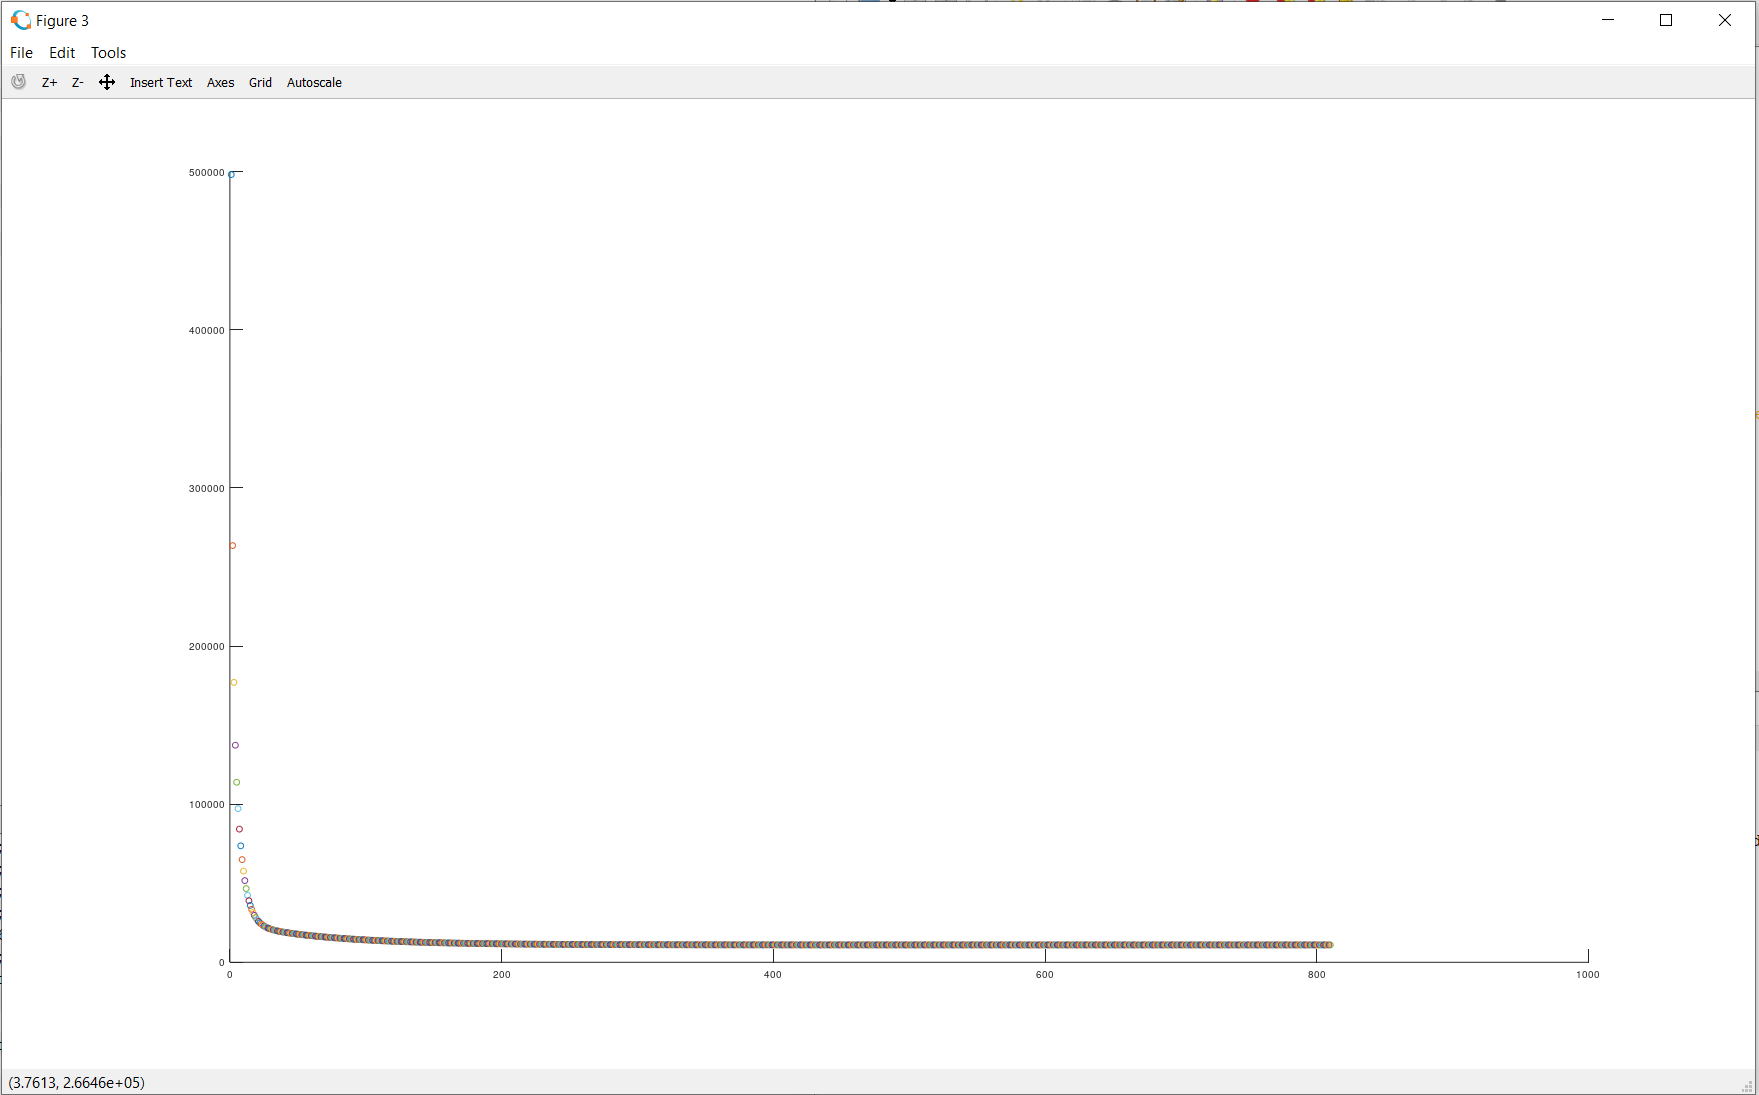 Figure 3
File Edit Tools
Z+ Z- Insert Text Axes Grid Autoscale
500000
400000
300000
200000
100000
0
0 200 400 600 800 1000
(3.7613, 2.6646e+05)